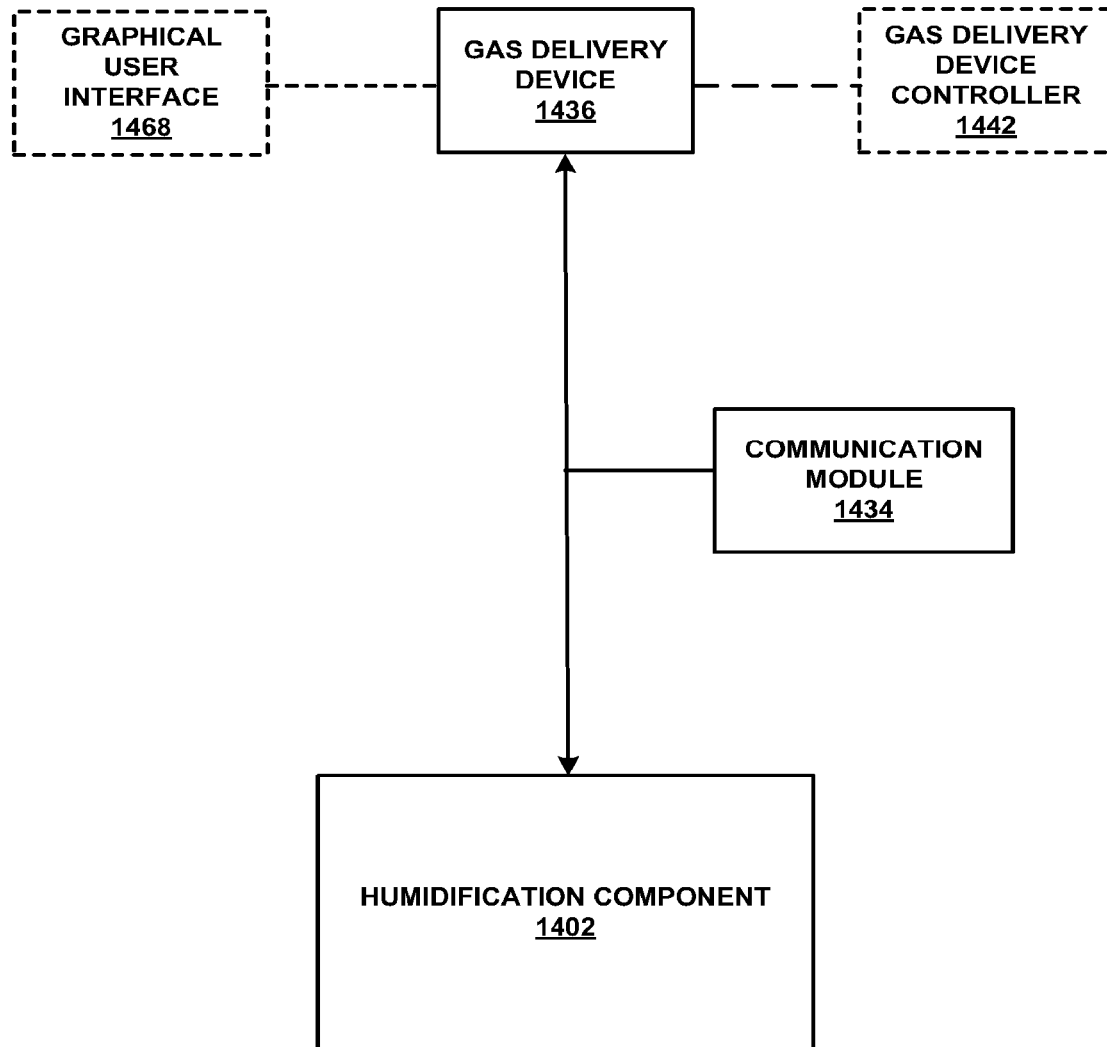 GRAPHICAL
USER
INTERFACE
1468
GAS DELIVERY
DEVICE
1436
GAS DELIVERY
DEVICE
CONTROLLER
1442
COMMUNICATION
MODULE
1434
HUMIDIFICATION COMPONENT
1402